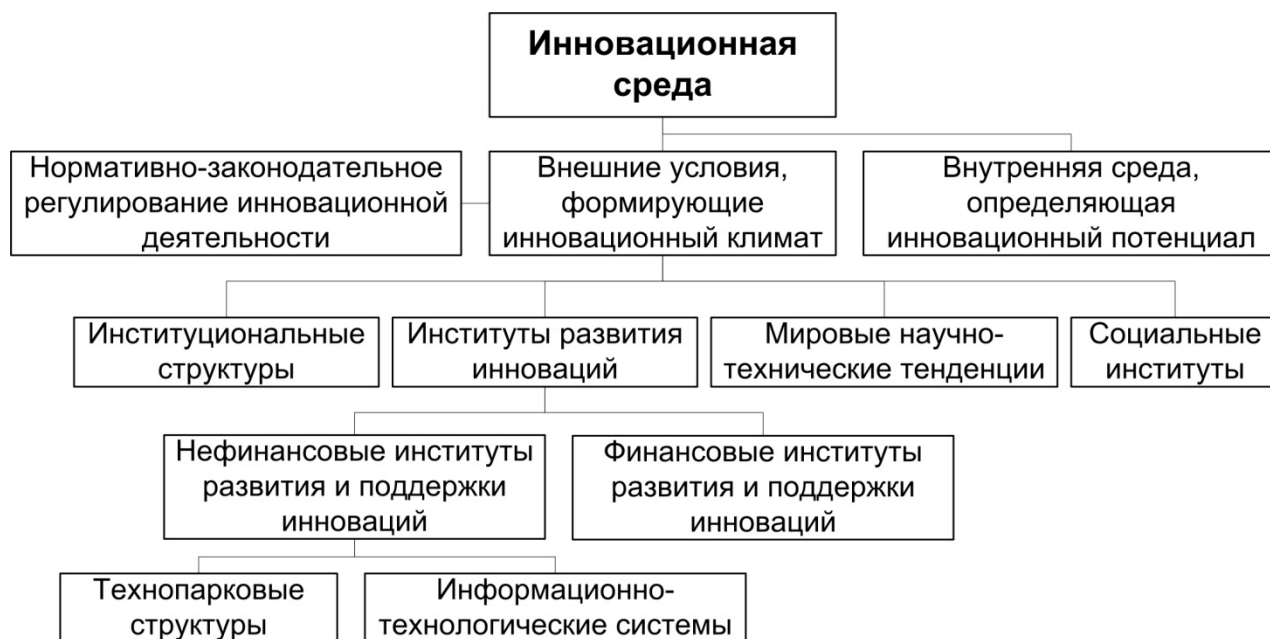 Инновационная
среда
Нормативно-законодательное
регулирование инновационной
деятельности
Внешние условия,
формирующие
инновационный климат
Внутренняя среда,
определяющая
инновационный потенциал
Институциональные
структуры
Институты развития
инноваций
Мировые научно-
технические тенденции
Социальные
институты
Нефинансовые институты
развития и поддержки
инноваций
Финансовые институты
развития и поддержки
инноваций
Технопарковые
структуры
Информационно-
технологические системы